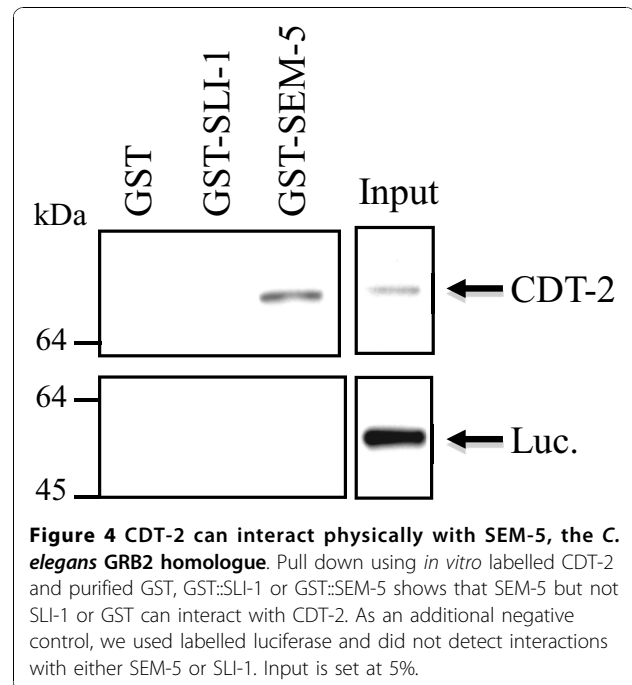 GST
GST-SLI-1
GST-SEM-5
kDa
Input
CDT-2
64
64
Luc.
45
Figure 4 CDT-2 can interact physically with SEM-5, the C.
elegans GRB2 homologue. Pull down using in vitro labelled CDT-2
and purified GST, GST::SLI-1 or GST::SEM-5 shows that SEM-5 but not
SLI-1 or GST can interact with CDT-2. As an additional negative
control, we used labelled luciferase and did not detect interactions
with either SEM-5 or SLI-1. Input is set at 5%.